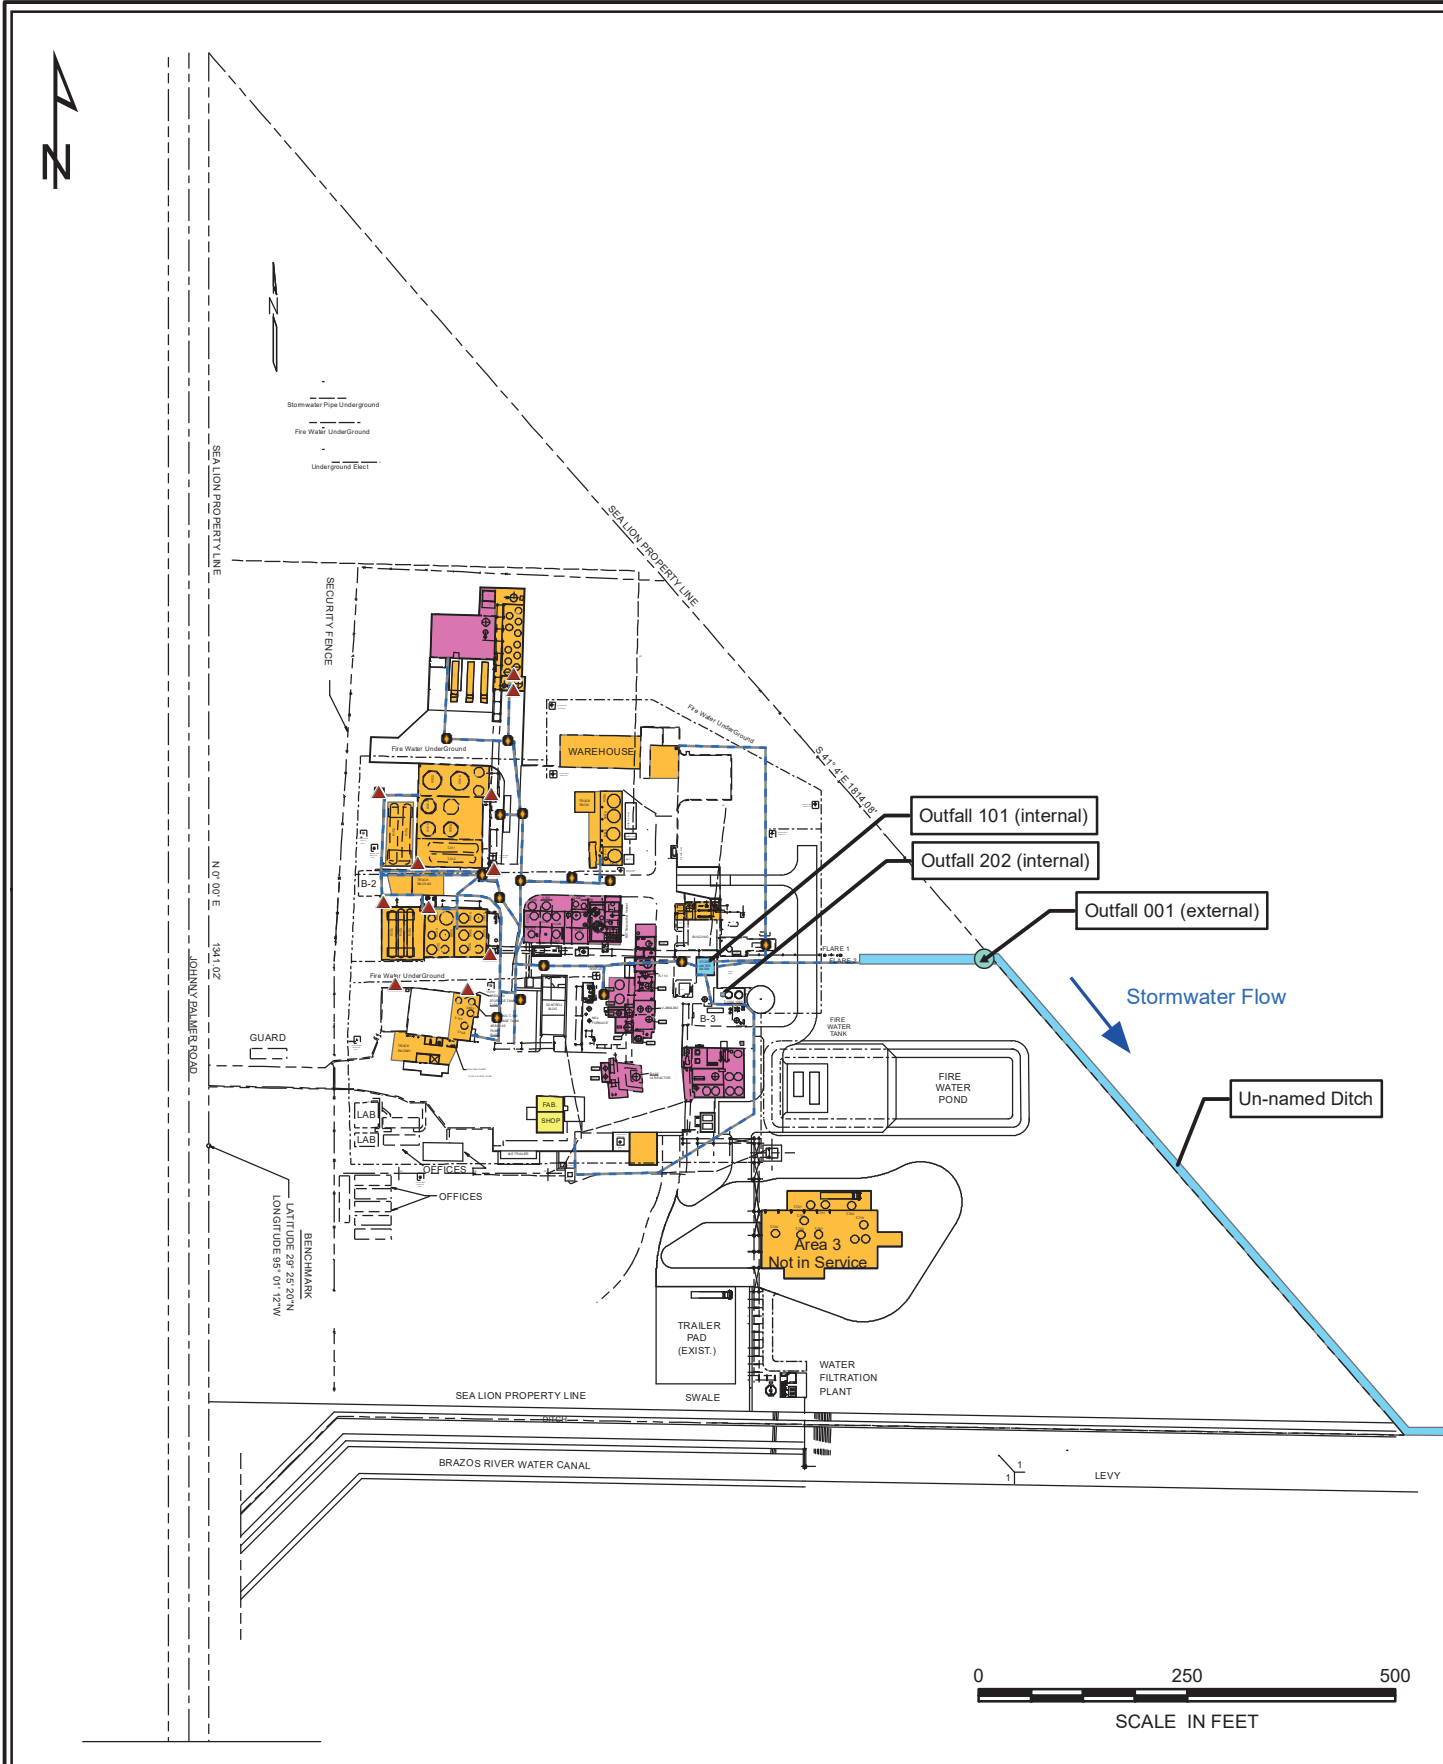 N
N
Stormwater Pipe Underground
Fire Water UnderGround
Underground Elect
SEA LION PROPERTY LINE
SECURITY FENCE
SEA LION PROPERTY LINE
Fire Water UnderGround
S 41° 4' E 1814.08'
WAREHOUSE
Fire Water UnderGround
Outfall 101 (internal)
Outfall 202 (internal)
Outfall 001 (external)
B-2
N 0° 00' E
1341.02'
JOHNNY PALMER ROAD
FLARE 1
FLARE 2
Fire Water UnderGround
Stormwater Flow
B-3
FIRE
WATER
TANK
GUARD
FIRE
WATER
POND
Un-named Ditch
FAB.
SHOP
LAB
LAB
OFFICES
OFFICES
BENCHMARK
LATITUDE 29° 25' 20"N
LONGITUDE 95° 01' 12"W
Area 3
Not in Service
TRAILER
PAD
(EXIST.)
WATER
FILTRATION
PLANT
SEA LION PROPERTY LINE
SWALE
DITCH
BRAZOS RIVER WATER CANAL
1
1
LEVY
0 250 500
SCALE IN FEET